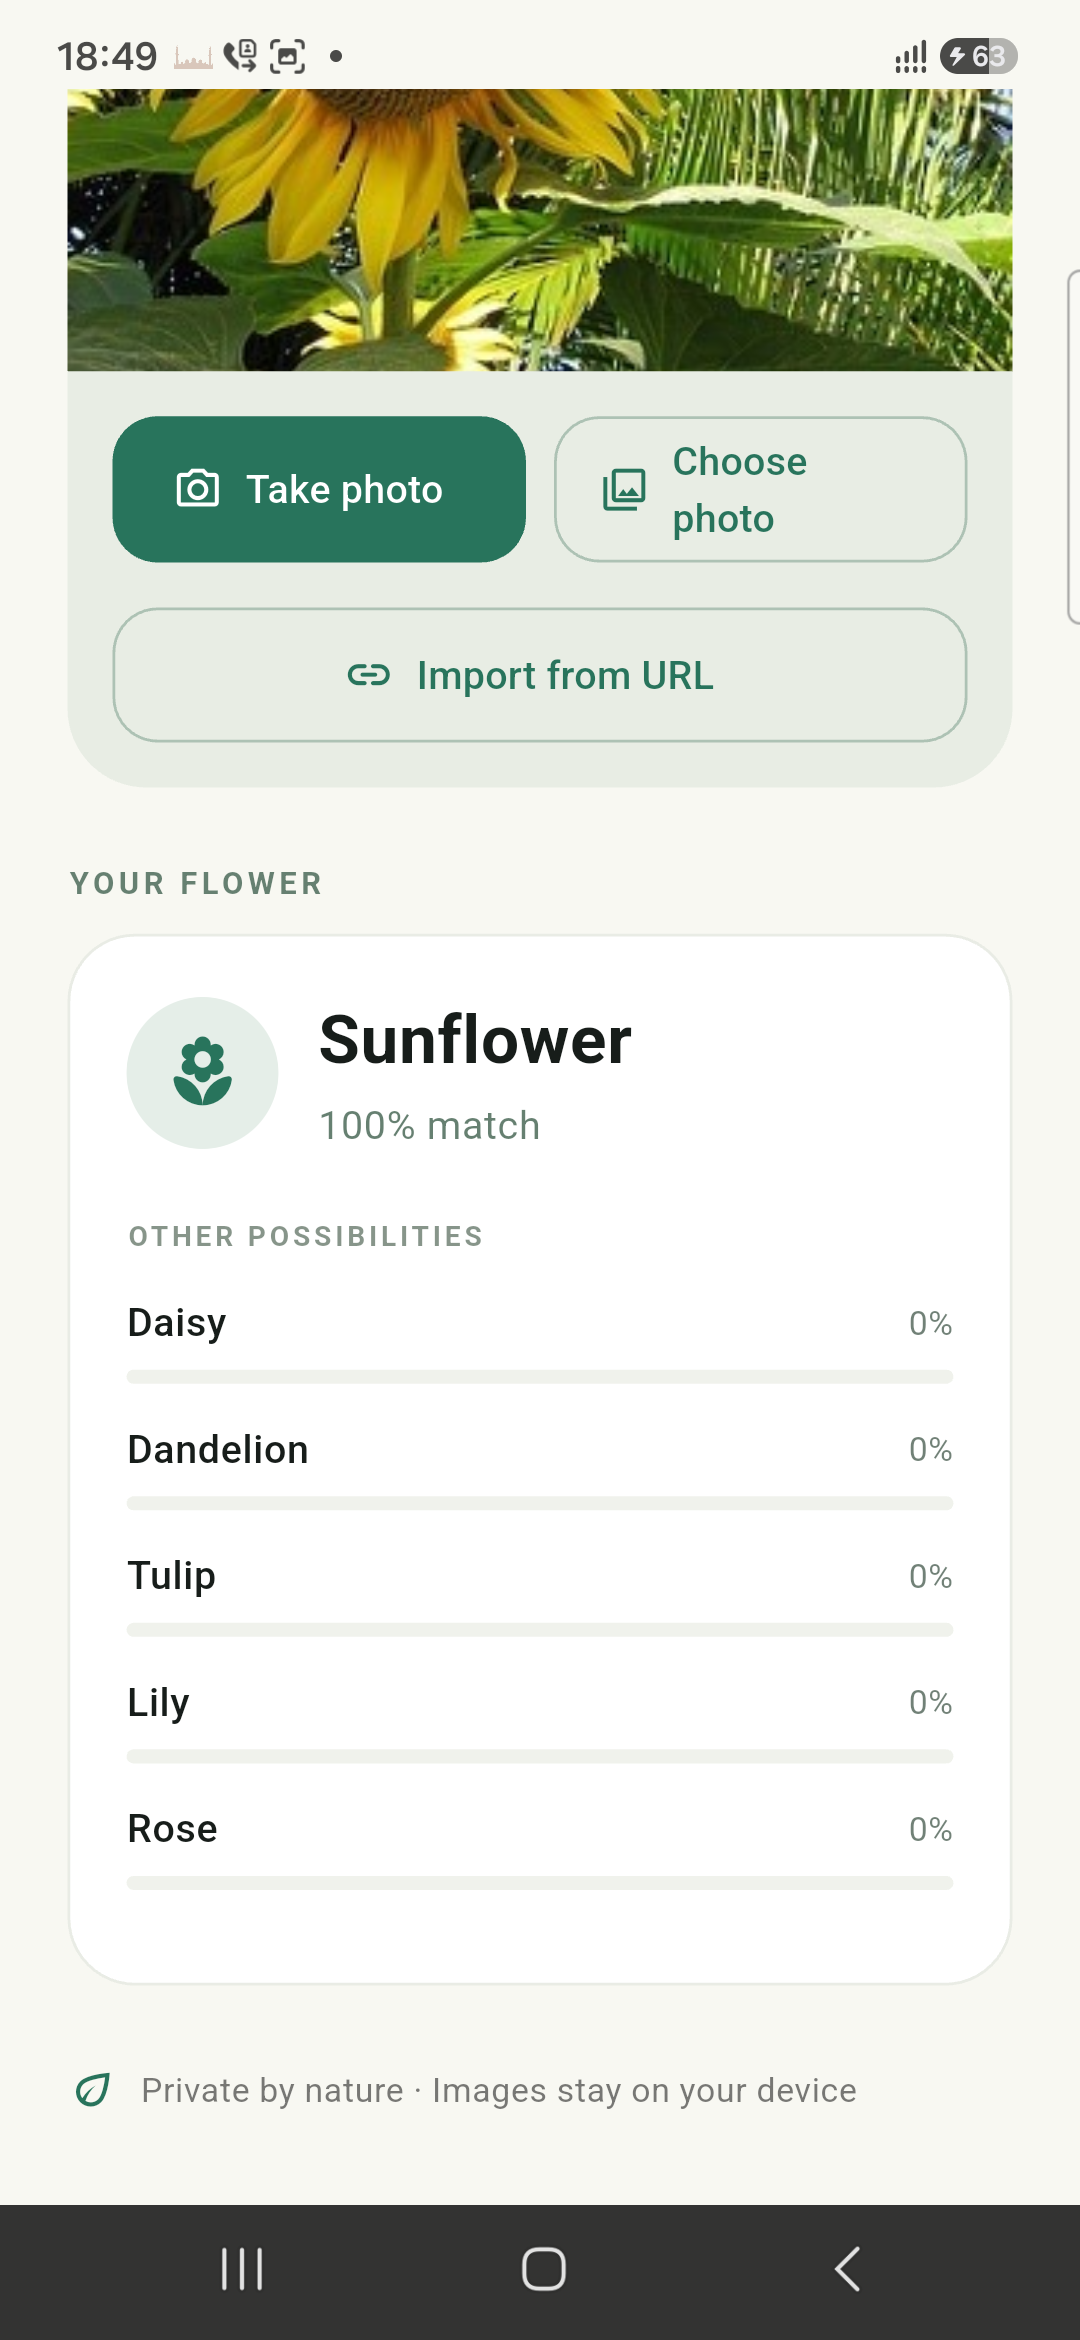 18:49
63
Take photo
Choose
photo
Import from URL
YOUR FLOWER
Sunflower
100% match
OTHER POSSIBILITIES
Daisy 0%
Dandelion 0%
Tulip 0%
Lily 0%
Rose 0%
Private by nature · Images stay on your device